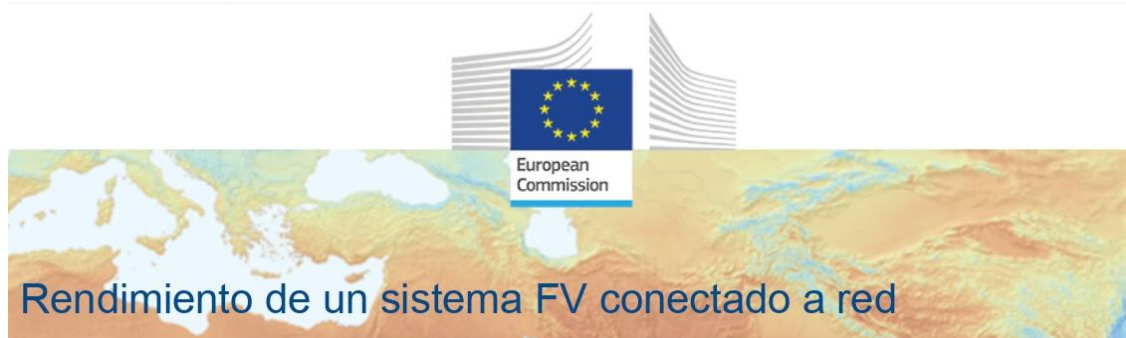 European
Commission
Rendimiento de un sistema FV conectado a red